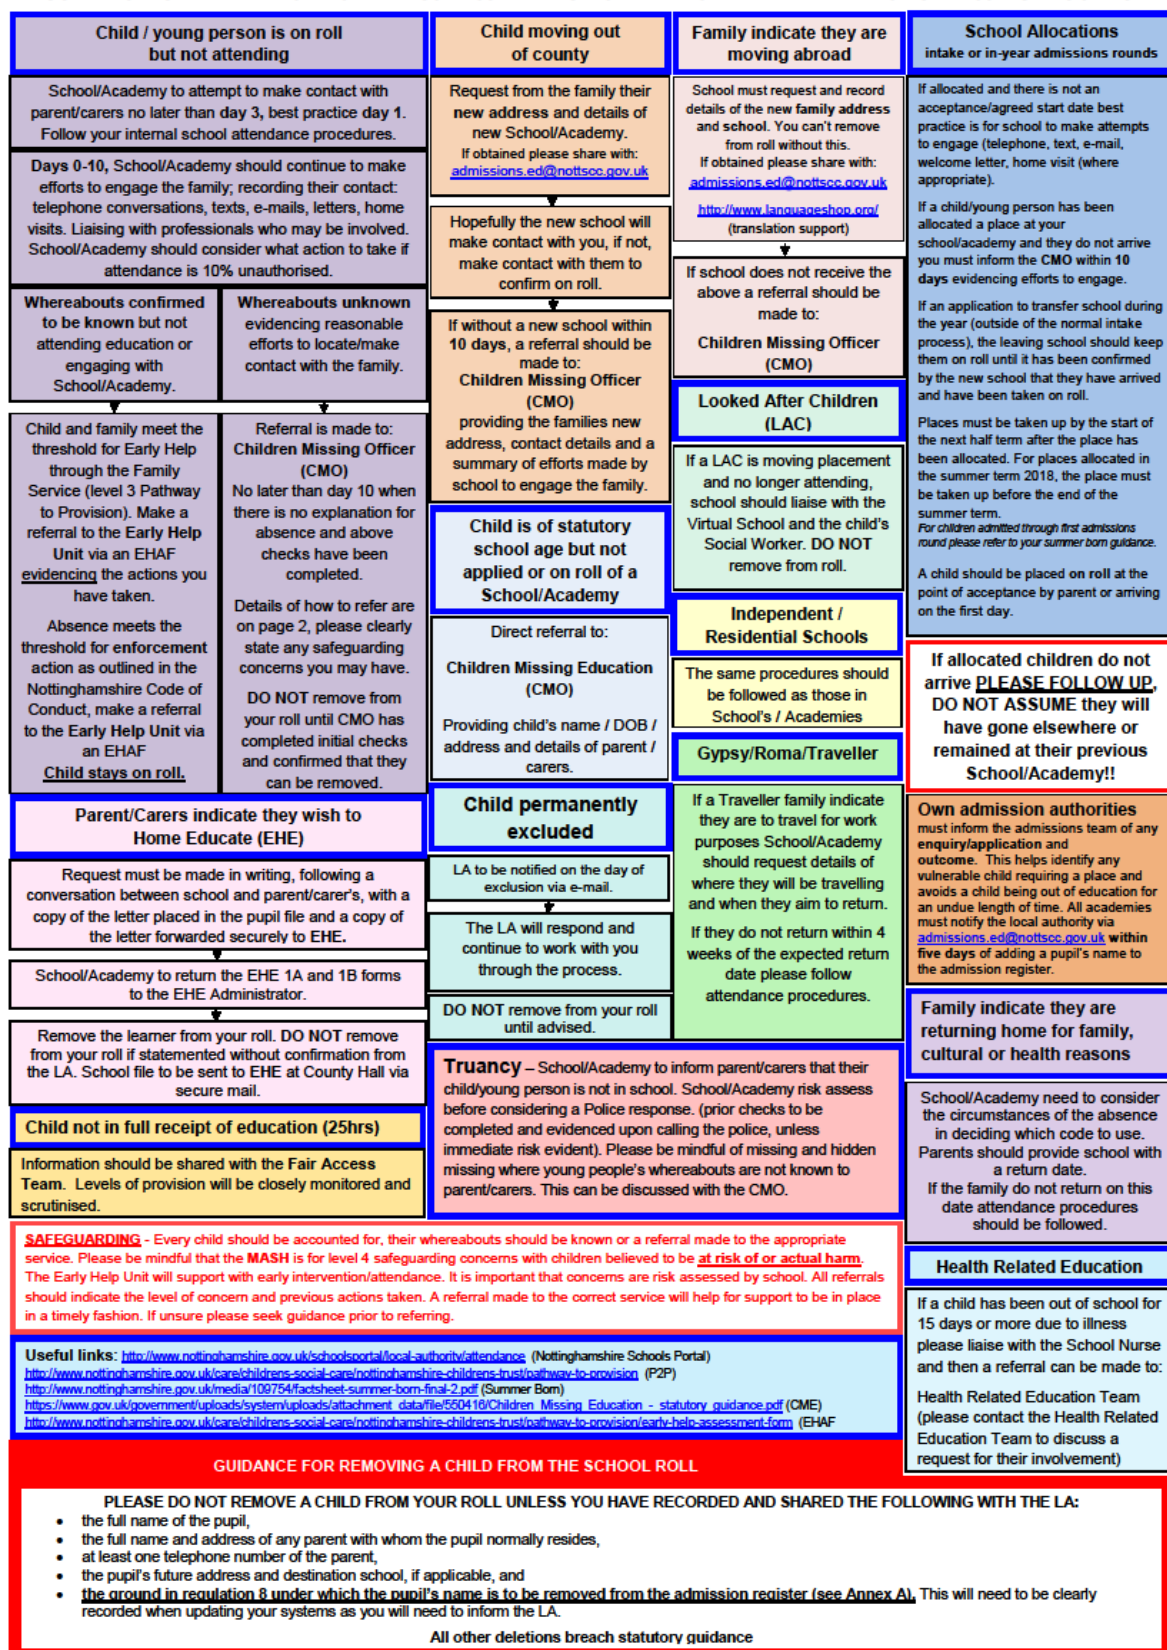 Child / young person is on roll
but not attending
School/Academy to attempt to make contact with
parent/carers no later than day 3, best practice day 1.
Follow your internal school attendance procedures.
Days 0-10, School/Academy should continue to make
efforts to engage the family; recording their contact:
telephone conversations, texts, e-mails, letters, home
visits. Liaising with professionals who may be involved.
School/Academy should consider what action to take if
attendance is 10% unauthorised.
Whereabouts confirmed
to be known but not
attending education or
engaging with
School/Academy.
Child and family meet the
threshold for Early Help
through the Family
Service (level 3 Pathway
to Provision). Make a
referral to the Early Help
Unit via an EHAF
evidencing the actions you
have taken.
Absence meets the
threshold for enforcement
action as outlined in the
Nottinghamshire Code of
Conduct, make a referral
to the Early Help Unit via
an EHAF
Child stays on roll.
Whereabouts unknown
evidencing reasonable
efforts to locate/make
contact with the family.
Referral is made to:
Children Missing Officer
(CMO)
No later than day 10 when
there is no explanation for
absence and above
checks have been
completed.
Details of how to refer are
on page 2, please clearly
state any safeguarding
concerns you may have.
DO NOT remove from
your roll until CMO has
completed initial checks
and confirmed that they
can be removed.
Parent/Carers indicate they wish to
Home Educate (EHE)
Request must be made in writing, following a
conversation between school and parent/carer's, with a
copy of the letter placed in the pupil file and a copy of
the letter forwarded securely to EHE.
School/Academy to return the EHE 1A and 1B forms
to the EHE Administrator.
Remove the learner from your roll. DO NOT remove
from your roll if statemented without confirmation from
the LA. School file to be sent to EHE at County Hall via
secure mail.
Child not in full receipt of education (25hrs)
Information should be shared with the Fair Access
Team. Levels of provision will be closely monitored and
scrutinised.
Child moving out
of county
Request from the family their
new address and details of
new School/Academy.
If obtained please share with:
admissions.ed@nottscc.gov.uk
Hopefully the new school will
make contact with you, if not,
make contact with them to
confirm on roll.
If without a new school within
10 days, a referral should be
made to:
Children Missing Officer
(CMO)
providing the families new
address, contact details and a
summary of efforts made by
school to engage the family.
Child is of statutory
school age but not
applied or on roll of a
School/Academy
Direct referral to:
Children Missing Education
(CMO)
Providing child's name / DOB /
address and details of parent /
carers.
Child permanently
excluded
LA to be notified on the day of
exclusion via e-mail.
The LA will respond and
continue to work with you
through the process.
DO NOT remove from your roll
until advised.
Family indicate they are
moving abroad
School must request and record
details of the new family address
and school. You can't remove
from roll without this.
If obtained please share with:
admissions.ed@nottscc.gov.uk
http://www.languageshop.org/
(translation support)
If school does not receive the
above a referral should be
made to:
Children Missing Officer
(CMO)
Looked After Children
(LAC)
If a LAC is moving placement
and no longer attending,
school should liaise with the
Virtual School and the child's
Social Worker. DO NOT
remove from roll.
Independent /
Residential Schools
The same procedures should
be followed as those in
School's / Academies
Gypsy/Roma/Traveller
If a Traveller family indicate
they are to travel for work
purposes School/Academy
should request details of
where they will be travelling
and when they aim to return.
If they do not return within 4
weeks of the expected return
date please follow
attendance procedures.
Truancy – School/Academy to inform parent/carers that their
child/young person is not in school. School/Academy risk assess
before considering a Police response. (prior checks to be
completed and evidenced upon calling the police, unless
immediate risk evident). Please be mindful of missing and hidden
missing where young people's whereabouts are not known to
parent/carers. This can be discussed with the CMO.
School Allocations
intake or in-year admissions rounds
If allocated and there is not an
acceptance/agreed start date best
practice is for school to make attempts
to engage (telephone, text, e-mail,
welcome letter, home visit (where
appropriate).
If a child/young person has been
allocated a place at your
school/academy and they do not arrive
you must inform the CMO within 10
days evidencing efforts to engage.
If an application to transfer school during
the year (outside of the normal intake
process), the leaving school should keep
them on roll until it has been confirmed
by the new school that they have arrived
and have been taken on roll.
Places must be taken up by the start of
the next half term after the place has
been allocated. For places allocated in
the summer term 2018, the place must
be taken up before the end of the
summer term.
For children admitted through first admissions
round please refer to your summer born guidance.
A child should be placed on roll at the
point of acceptance by parent or arriving
on the first day.
If allocated children do not
arrive PLEASE FOLLOW UP,
DO NOT ASSUME they will
have gone elsewhere or
remained at their previous
School/Academy!!
Own admission authorities
must inform the admissions team of any
enquiry/application and
outcome. This helps identify any
vulnerable child requiring a place and
avoids a child being out of education for
an undue length of time. All academies
must notify the local authority via
admissions.ed@nottscc.gov.uk within
five days of adding a pupil's name to
the admission register.
Family indicate they are
returning home for family,
cultural or health reasons
School/Academy need to consider
the circumstances of the absence
in deciding which code to use.
Parents should provide school with
a return date.
If the family do not return on this
date attendance procedures
should be followed.
Health Related Education
If a child has been out of school for
15 days or more due to illness
please liaise with the School Nurse
and then a referral can be made to:
Health Related Education Team
(please contact the Health Related
Education Team to discuss a
request for their involvement)
SAFEGUARDING - Every child should be accounted for, their whereabouts should be known or a referral made to the appropriate
service. Please be mindful that the MASH is for level 4 safeguarding concerns with children believed to be at risk of or actual harm.
The Early Help Unit will support with early intervention/attendance. It is important that concerns are risk assessed by school. All referrals
should indicate the level of concern and previous actions taken. A referral made to the correct service will help for support to be in place
in a timely fashion. If unsure please seek guidance prior to referring.
Useful links: http://www.nottinghamshire.gov.uk/schoolsportal/local-authority/attendance (Nottinghamshire Schools Portal)
http://www.nottinghamshire.gov.uk/care/childrens-social-care/nottinghamshire-childrens-trust/pathway-to-provision (P2P)
http://www.nottinghamshire.gov.uk/media/109754/factsheet-summer-born-final-2.pdf (Summer Born)
https://www.gov.uk/government/uploads/system/uploads/attachment_data/file/550416/Children_Missing_Education_-_statutory_guidance.pdf (CME)
http://www.nottinghamshire.gov.uk/care/childrens-social-care/nottinghamshire-childrens-trust/pathway-to-provision/early-help-assessment-form (EHAF
GUIDANCE FOR REMOVING A CHILD FROM THE SCHOOL ROLL
PLEASE DO NOT REMOVE A CHILD FROM YOUR ROLL UNLESS YOU HAVE RECORDED AND SHARED THE FOLLOWING WITH THE LA:
• the full name of the pupil,
• the full name and address of any parent with whom the pupil normally resides,
• at least one telephone number of the parent,
• the pupil's future address and destination school, if applicable, and
• the ground in regulation 8 under which the pupil's name is to be removed from the admission register (see Annex A). This will need to be clearly
recorded when updating your systems as you will need to inform the LA.
All other deletions breach statutory guidance